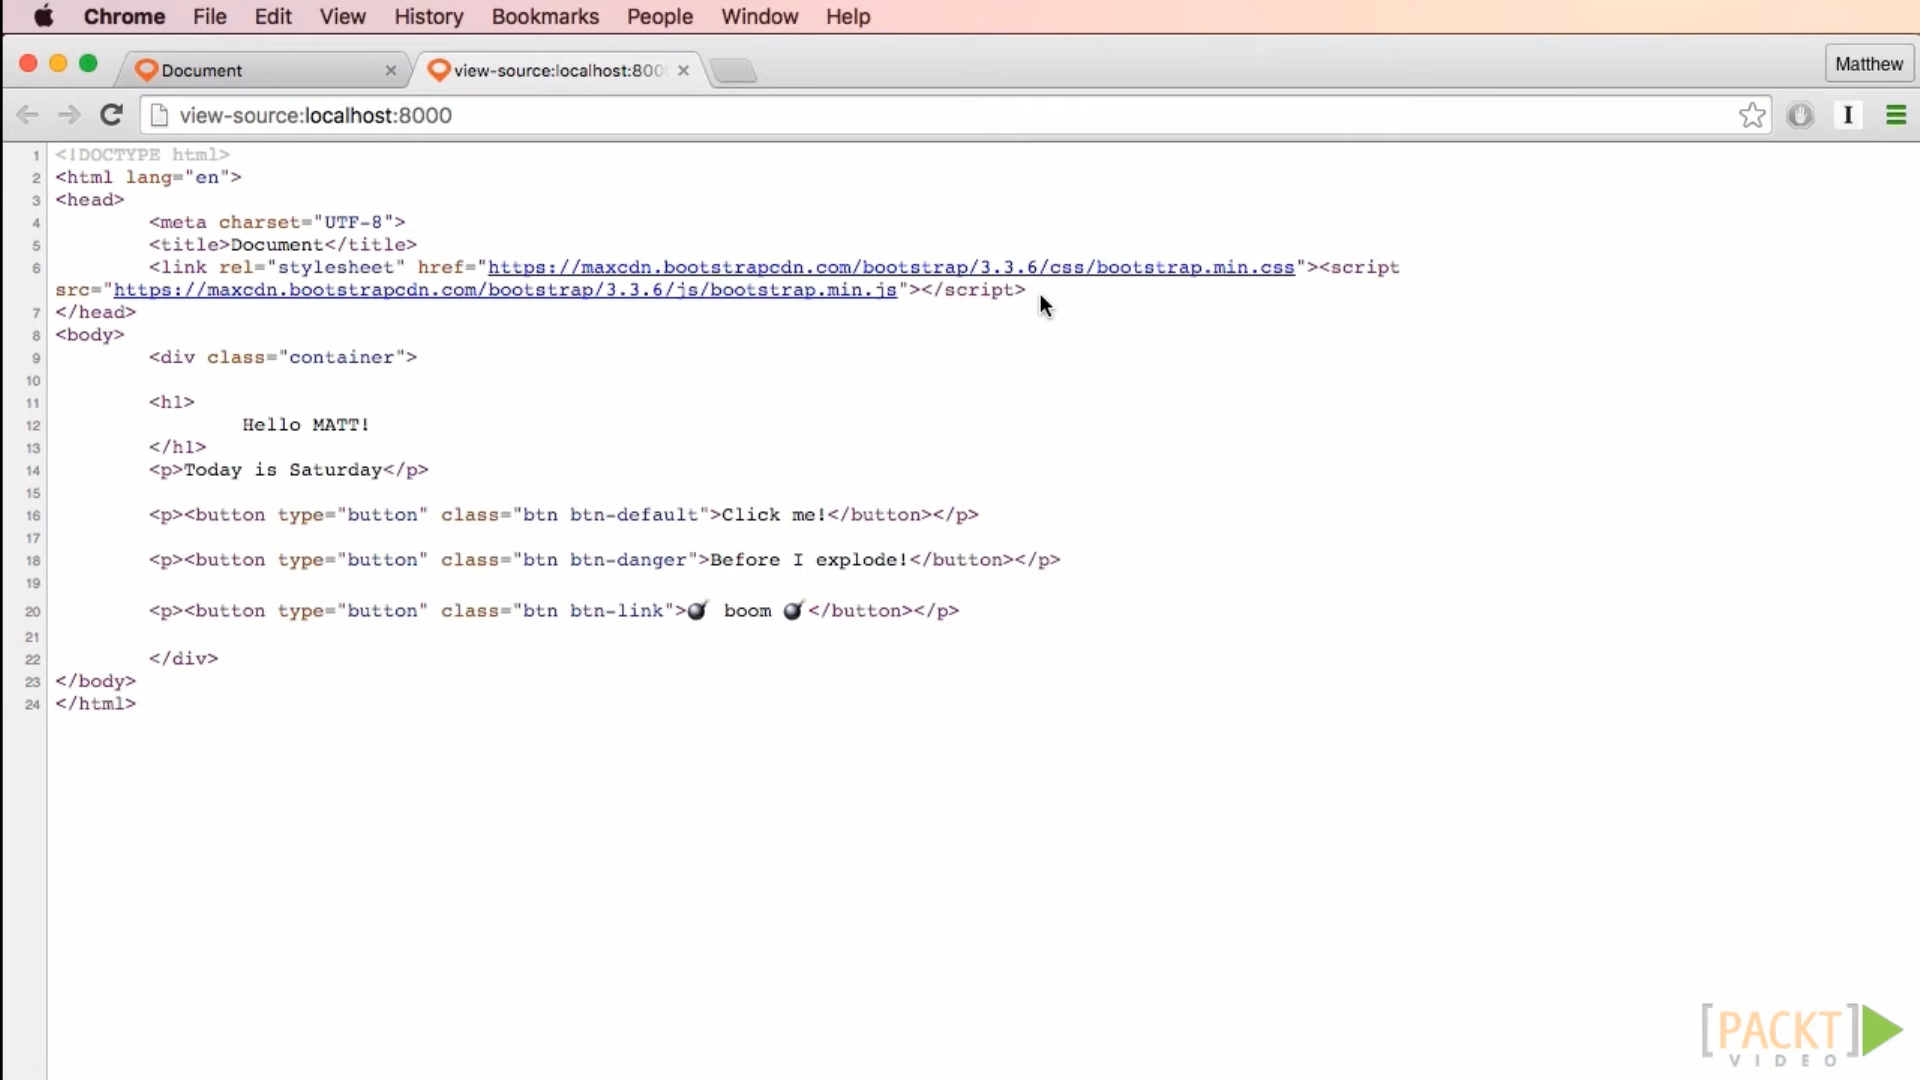 Chrome File Edit View History Bookmarks People Window Help
Document view-source:localhost:800 Matthew
view-source:localhost:8000 I
1 <!DOCTYPE html>
2 <html lang="en">
3 <head>
4 <meta charset="UTF-8">
5 <title>Document</title>
6 <link rel="stylesheet" href="https://maxcdn.bootstrapcdn.com/bootstrap/3.3.6/css/bootstrap.min.css"><script
src="https://maxcdn.bootstrapcdn.com/bootstrap/3.3.6/js/bootstrap.min.js"></script>
7 </head>
8 <body>
9 <div class="container">
10
11 <h1>
12 Hello MATT!
13 </h1>
14 <p>Today is Saturday</p>
15
16 <p><button type="button" class="btn btn-default">Click me!</button></p>
17
18 <p><button type="button" class="btn btn-danger">Before I explode!</button></p>
19
20 <p><button type="button" class="btn btn-link">💣 boom 💣</button></p>
21
22 </div>
23 </body>
24 </html>
[PACKT]
VIDEO